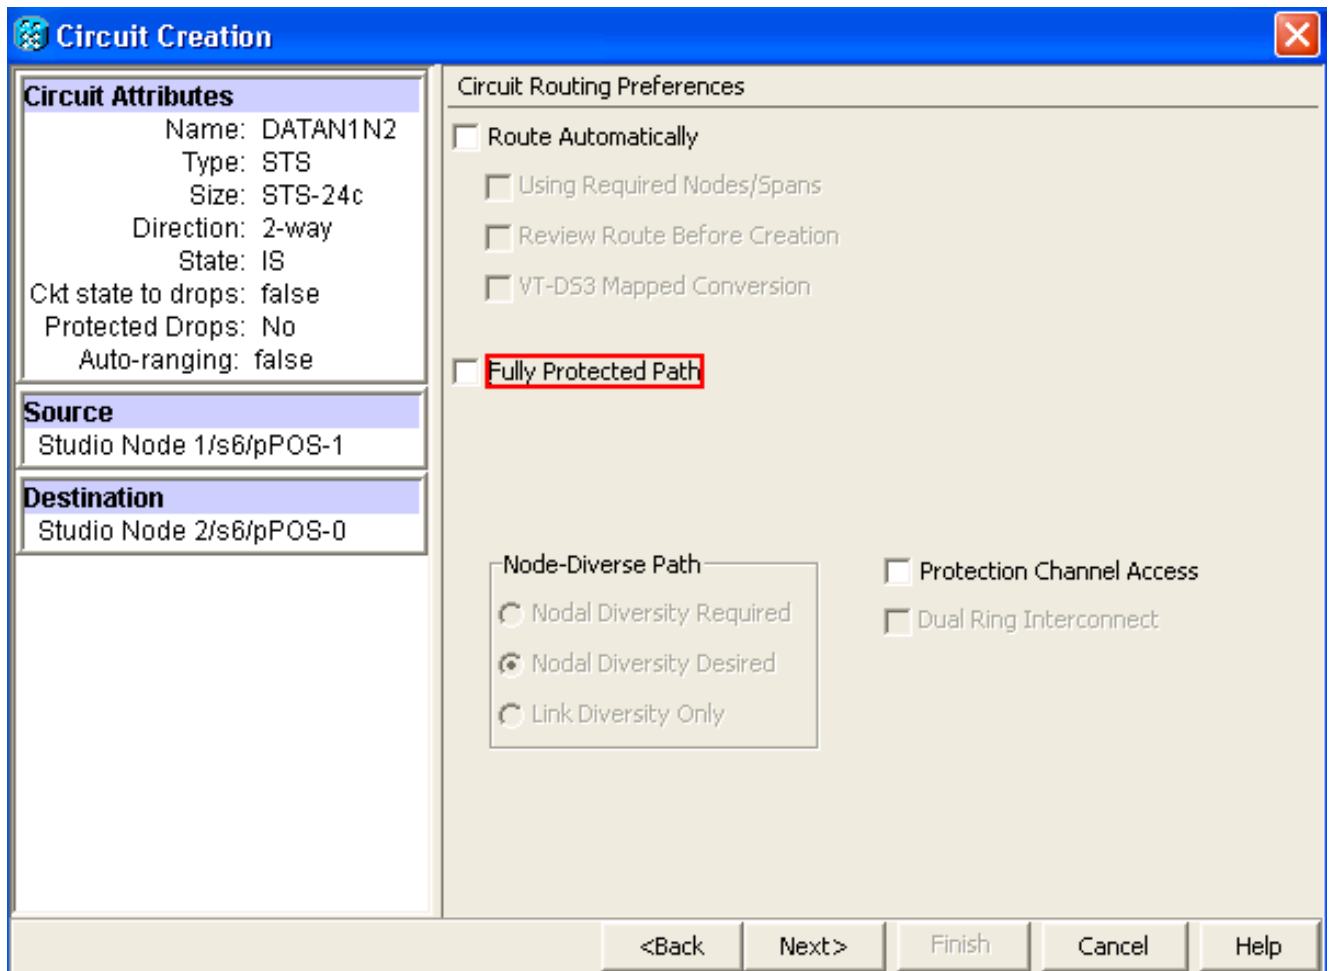 Circuit Creation
Circuit Attributes
Name: DATAN1N2
Type: STS
Size: STS-24c
Direction: 2-way
State: IS
Ckt state to drops: false
Protected Drops: No
Auto-ranging: false
Source
Studio Node 1/s6/pPOS-1
Destination
Studio Node 2/s6/pPOS-0
Circuit Routing Preferences
Route Automatically
Using Required Nodes/Spans
Review Route Before Creation
VT-DS3 Mapped Conversion
Fully Protected Path
Node-Diverse Path
Nodal Diversity Required
Nodal Diversity Desired
Link Diversity Only
Protection Channel Access
Dual Ring Interconnect
<Back
Next>
Finish
Cancel
Help